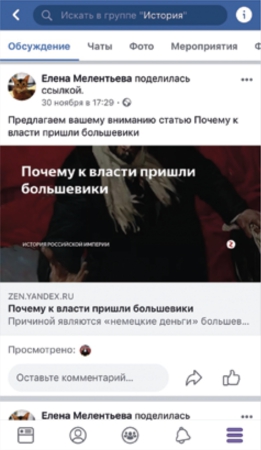 Искать в группе "История"
Обсуждение Чаты Фото Мероприятия
Елена Мелентьева поделилась
ссылкой.
30 ноября в 17:29 ·
Предлагаем вашему вниманию статью Почему к
власти пришли большевики
Почему к власти пришли
большевики
ИСТОРИЯ РОССИЙСКОЙ ИМПЕРИИ
ZEN.YANDEX.RU
Почему к власти пришли большевики
Причиной являются «немецкие деньги» большев...
Просмотрено:
Оставьте комментарий...
Елена Мелентьева поделилась